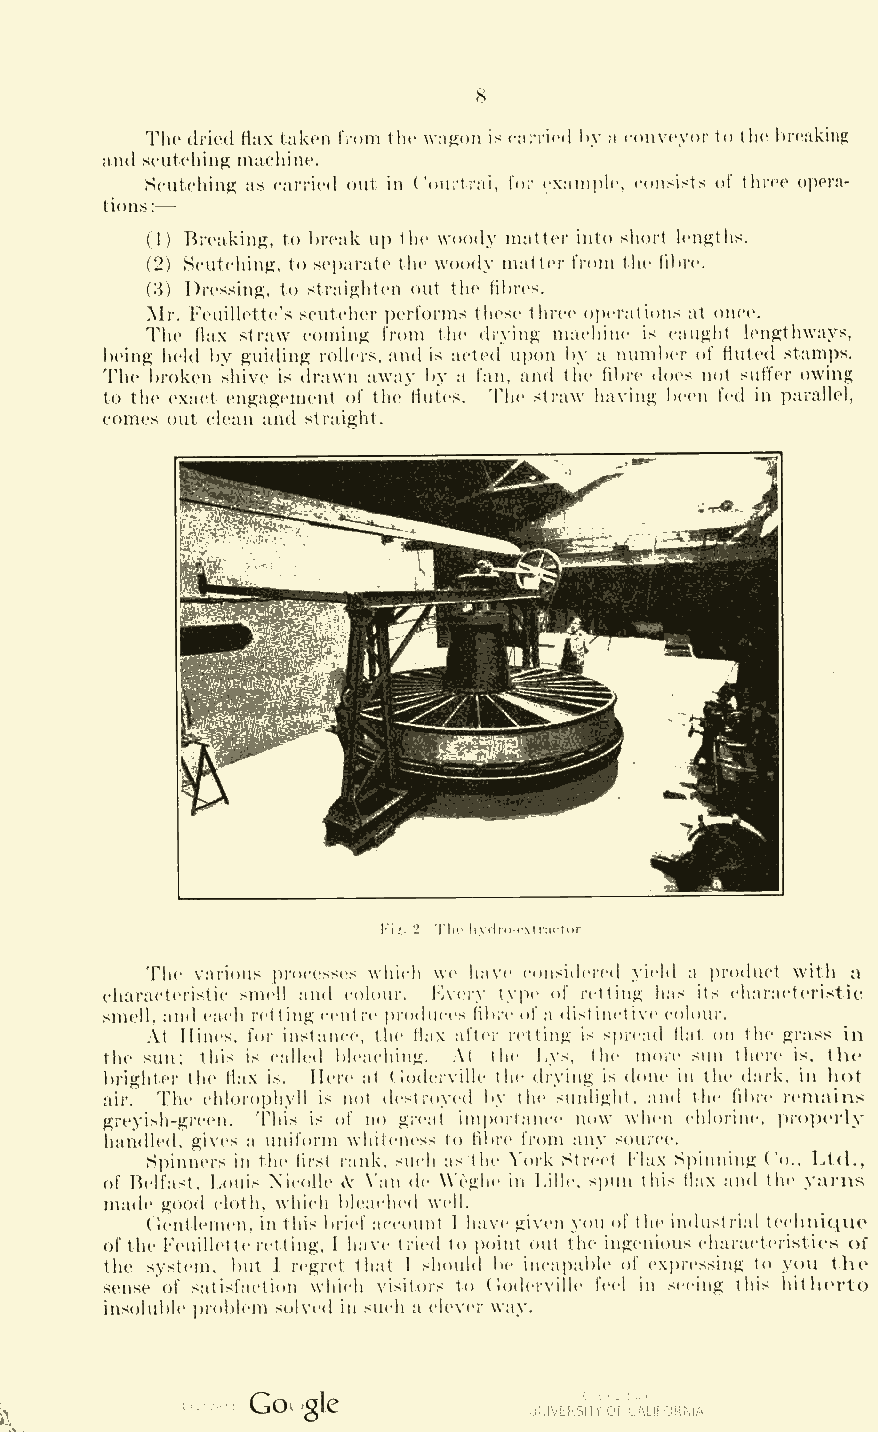 8
The dried flax taken from the wagon is carried by a conveyor to the breaking
and scutching machine.
Scutching as carried out in Courtrai, for example, consists of three opera-
tions:—
(1) Breaking, to break up the woody matter into short lengths.
(2) Scutching, to separate the woody matter from the fibre.
(3) Dressing, to straighten out the fibres.
Mr. Feuillette's scutcher performs these three operations at once.
The flax straw coming from the drying machine is caught lengthways,
being held by guiding rollers, and is acted upon by a number of fluted stamps.
The broken shive is drawn away by a fan, and the fibre does not suffer owing
to the exact engagement of the flutes. The straw having been fed in parallel,
comes out clean and straight.
Fig. 2 The hydro-extractor
The various processes which we have considered yield a product with a
characteristic smell and colour. Every type of retting has its characteristic
smell, and each retting centre produces fibre of a distinctive colour.
At Hines, for instance, the flax after retting is spread flat on the grass in
the sun; this is called bleaching. At the Lys, the more sun there is, the
brighter the flax is. Here at Goderville the drying is done in the dark, in hot
air. The chlorophyll is not destroyed by the sunlight, and the fibre remains
greyish-green. This is of no great importance now when chlorine, properly
handled, gives a uniform whiteness to fibre from any source.
Spinners in the first rank, such as the York Street Flax Spinning Co., Ltd.,
of Belfast, Louis Nicolle & Van de Wèghe in Lille, spun this flax and the yarns
made good cloth, which bleached well.
Gentlemen, in this brief account I have given you of the industrial technique
of the Feuillette retting, I have tried to point out the ingenious characteristics of
the system, but I regret that I should be incapable of expressing to you the
sense of satisfaction which visitors to Goderville feel in seeing this hitherto
insoluble problem solved in such a clever way.
Google
UNIVERSITY OF CALIFORNIA